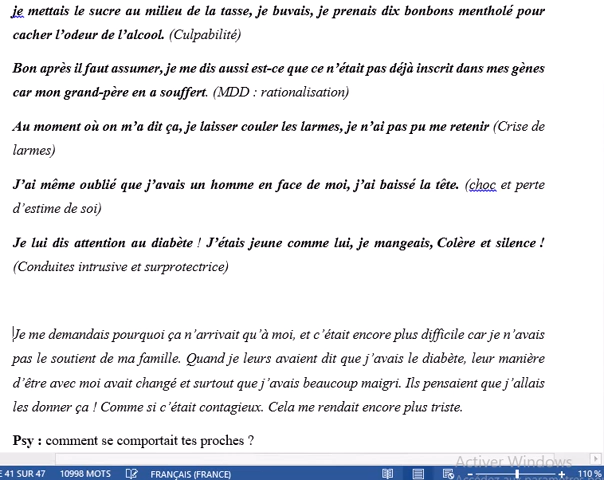 je mettais le sucre au milieu de la tasse, je buvais, je prenais dix bonbons mentholé pour
cacher l'odeur de l'alcool. (Culpabilité)
Bon après il faut assumer, je me dis aussi est-ce que ce n'était pas déjà inscrit dans mes gènes
car mon grand-père en a souffert. (MDD : rationalisation)
Au moment où on m'a dit ça, je laisser couler les larmes, je n'ai pas pu me retenir (Crise de
larmes)
J'ai même oublié que j'avais un homme en face de moi, j'ai baissé la tête. (choc et perte
d'estime de soi)
Je lui dis attention au diabète ! J'étais jeune comme lui, je mangeais, Colère et silence !
(Conduites intrusive et surprotectrice)
Je me demandais pourquoi ça n'arrivait qu'à moi, et c'était encore plus difficile car je n'avais
pas le soutien de ma famille. Quand je leurs avaient dit que j'avais le diabète, leur manière
d'être avec moi avait changé et surtout que j'avais beaucoup maigri. Ils pensaient que j'allais
les donner ça ! Comme si c'était contagieux. Cela me rendait encore plus triste.
Psy : comment se comportait tes proches ?
Activer Windows
E 41 SUR 47 10998 MOTS FRANÇAIS (FRANCE) 110 %